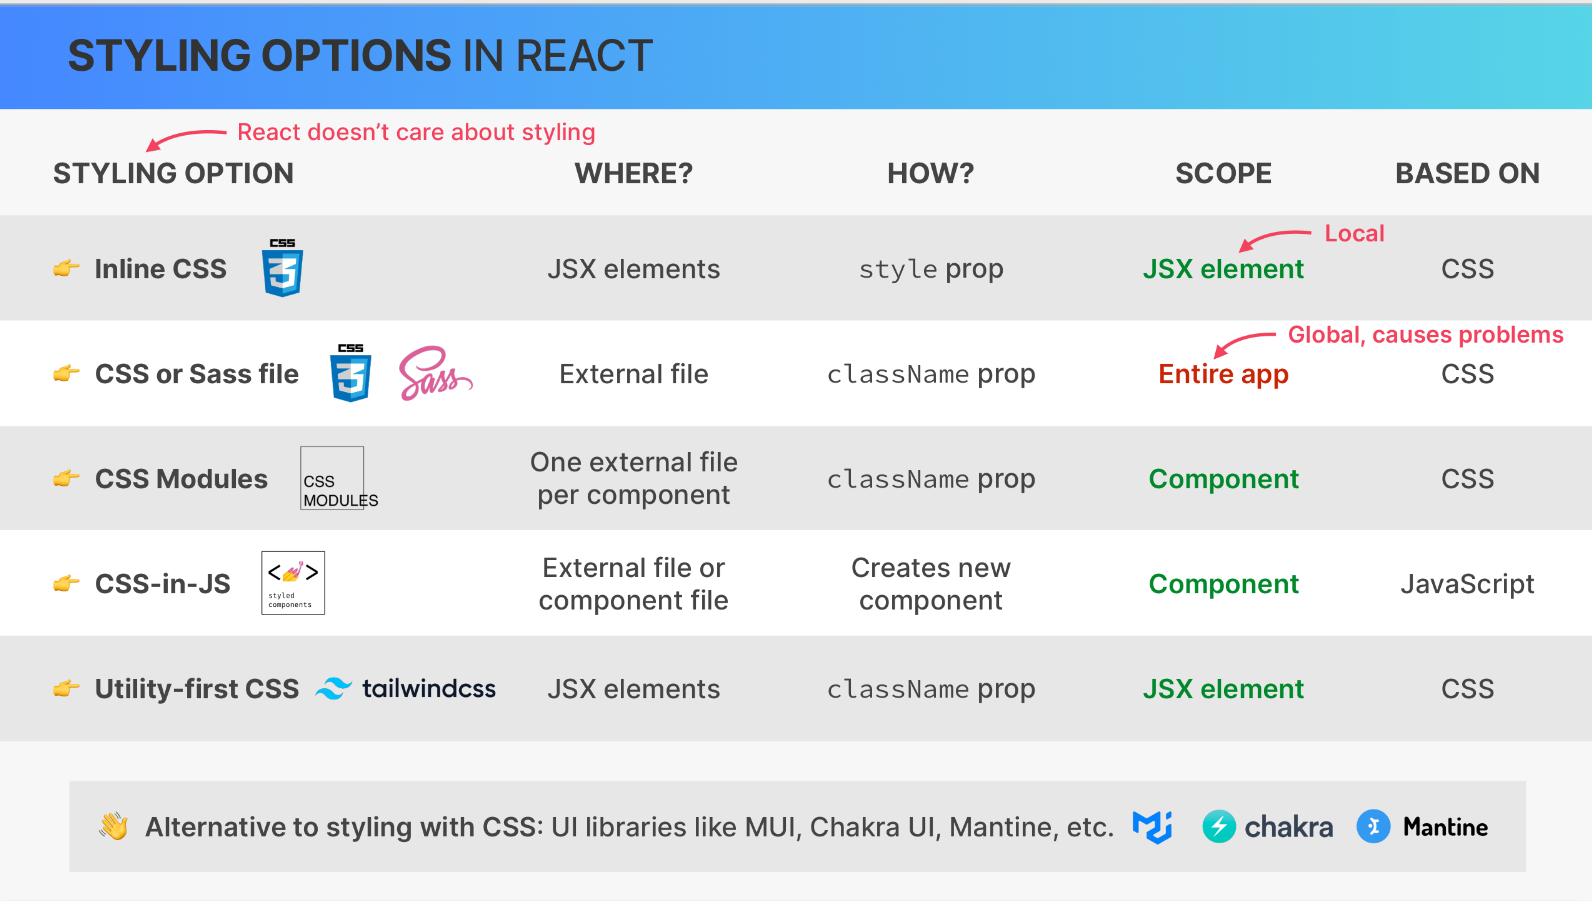 STYLING OPTIONS IN REACT
React doesn’t care about styling
STYLING OPTION WHERE? HOW? SCOPE BASED ON
Local
CSS
Inline CSS JSX elements style prop JSX element CSS
Global, causes problems
CSS
CSS or Sass file Sass External file className prop Entire app CSS
CSS Modules CSS
MODULES One external file
per component className prop Component CSS
CSS-in-JS < >
styled
components External file or
component file Creates new
component Component JavaScript
Utility-first CSS tailwindcss JSX elements className prop JSX element CSS
Alternative to styling with CSS: UI libraries like MUI, Chakra UI, Mantine, etc. chakra Mantine